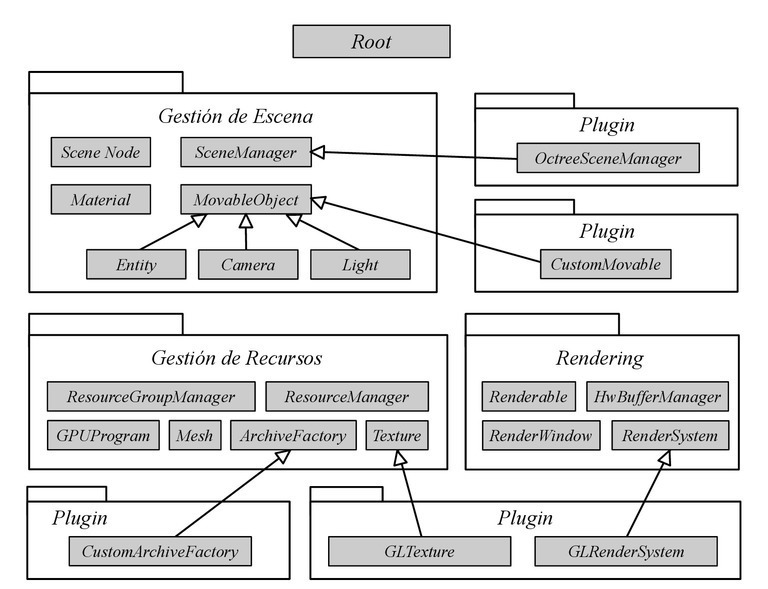 Root
Gestión de Escena
Scene Node
SceneManager
Material
MovableObject
Entity
Camera
Light
Plugin
OctreeSceneManager
Plugin
CustomMovable
Gestión de Recursos
ResourceGroupManager
ResourceManager
GPUProgram
Mesh
ArchiveFactory
Texture
Rendering
Renderable
HwBufferManager
RenderWindow
RenderSystem
Plugin
CustomArchiveFactory
Plugin
GLTexture
GLRenderSystem